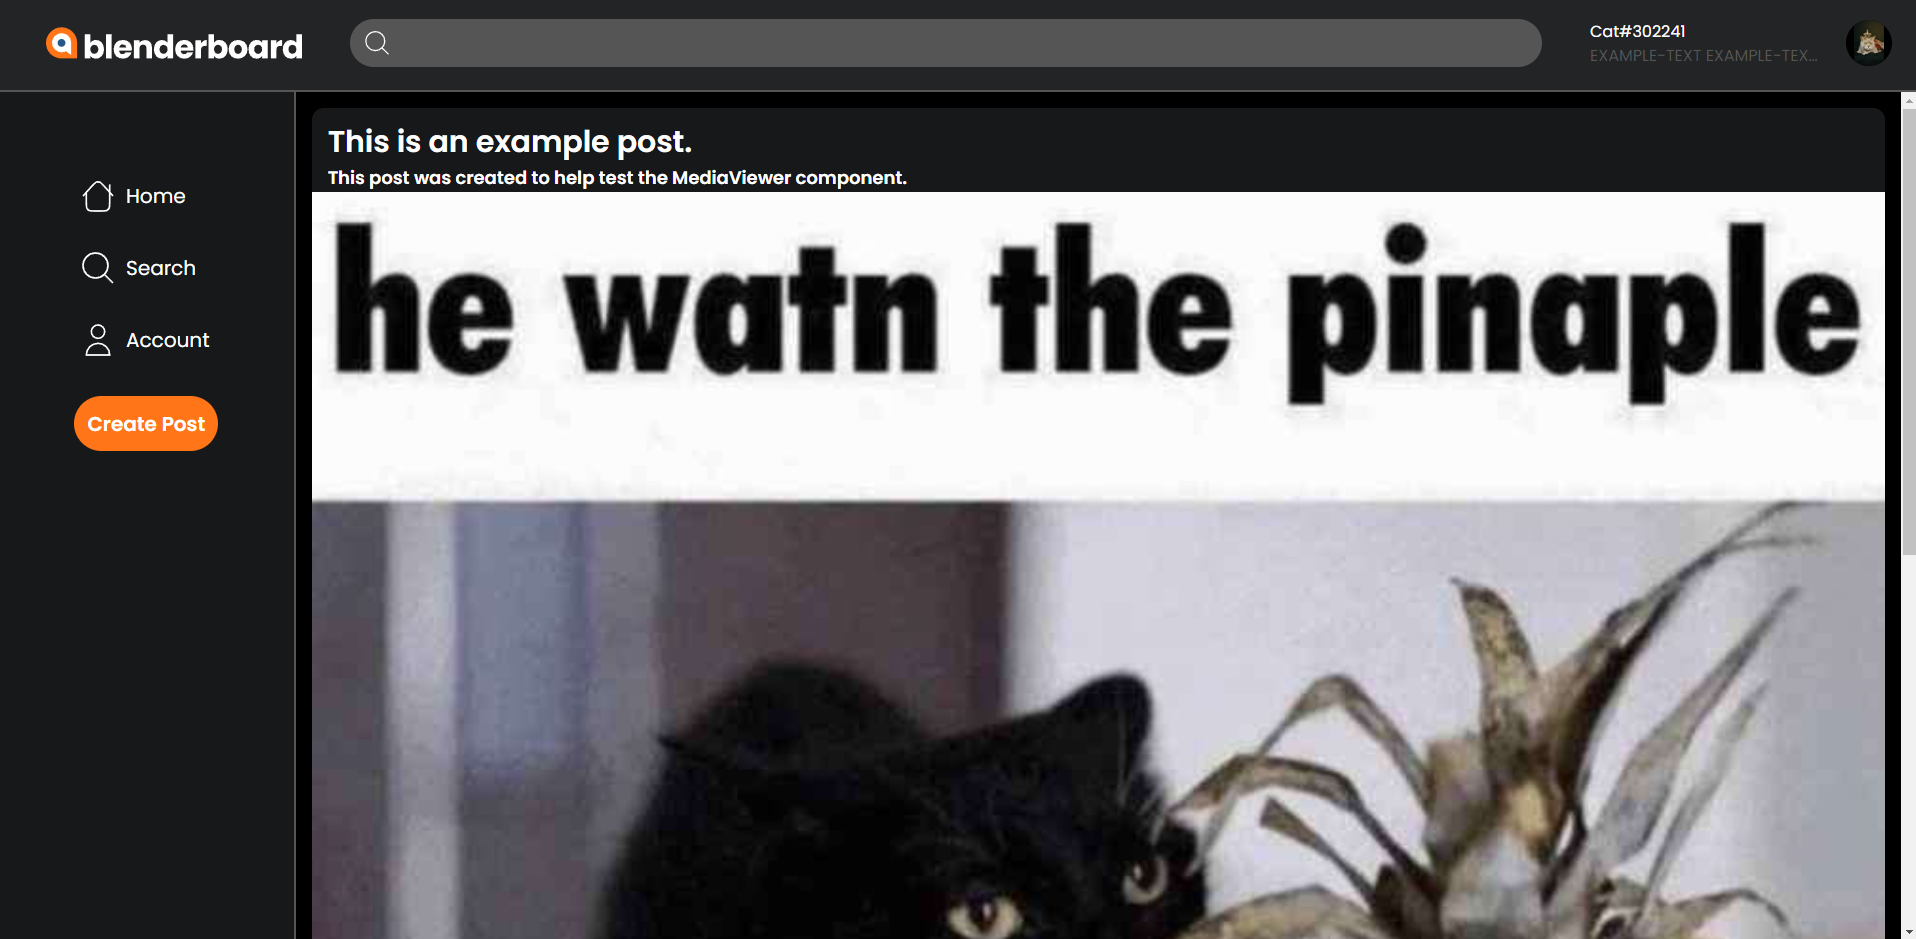 blenderboard
Cat#302241
EXAMPLE-TEXT EXAMPLE-TEX...
Home
Search
Account
Create Post
This is an example post.
This post was created to help test the MediaViewer component.
he watn the pinaple